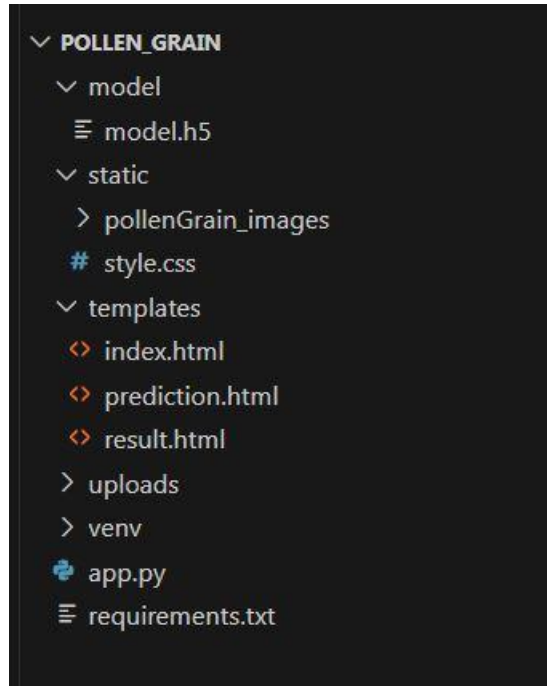 POLLEN_GRAIN
model
model.h5
static
pollenGrain_images
# style.css
templates
<> index.html
<> prediction.html
<> result.html
uploads
venv
app.py
requirements.txt